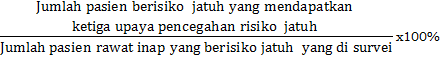 Jumlah pasien berisiko jatuh yang mendapatkan
ketiga upaya pencegahan risiko jatuh
Jumlah pasien rawat inap yang berisiko jatuh yang di survei x100%